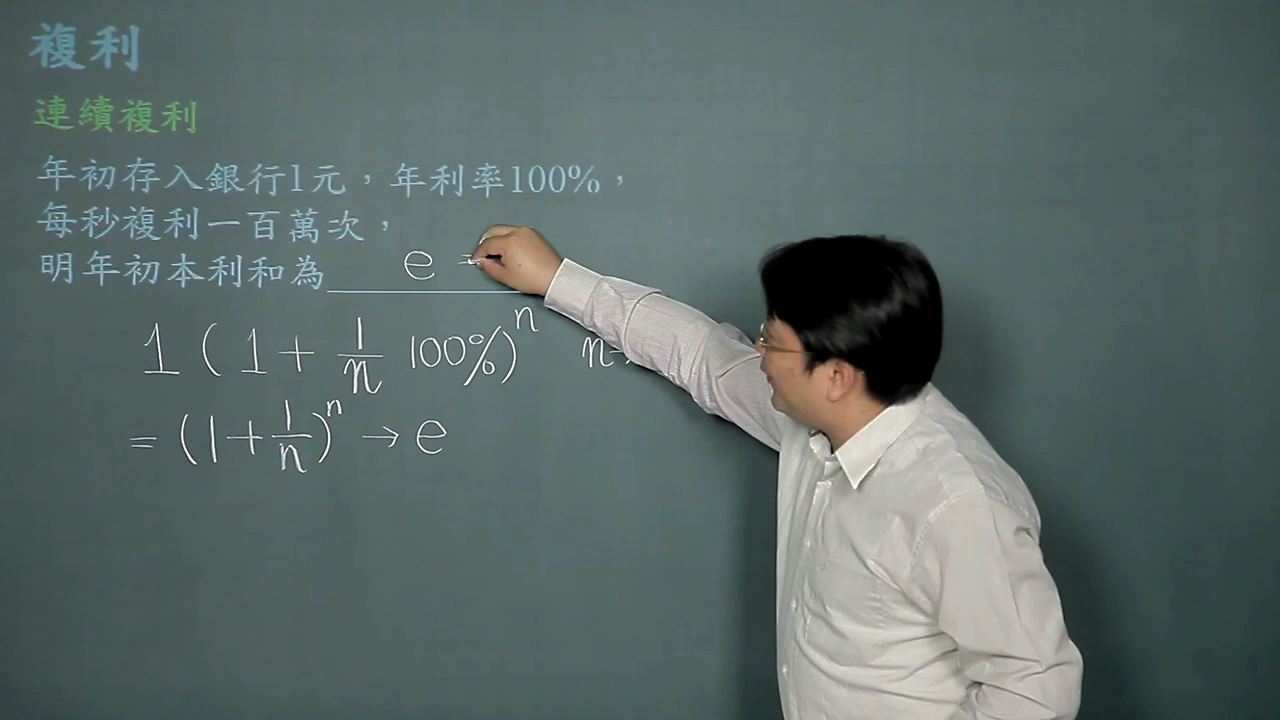 複利
連續複利
年初存入銀行1元，年利率100%，
每秒複利一百萬次，
明年初本利和為 e =
1 ( 1 + 1/n 100%)^n n→
= (1 + 1/n)^n → e